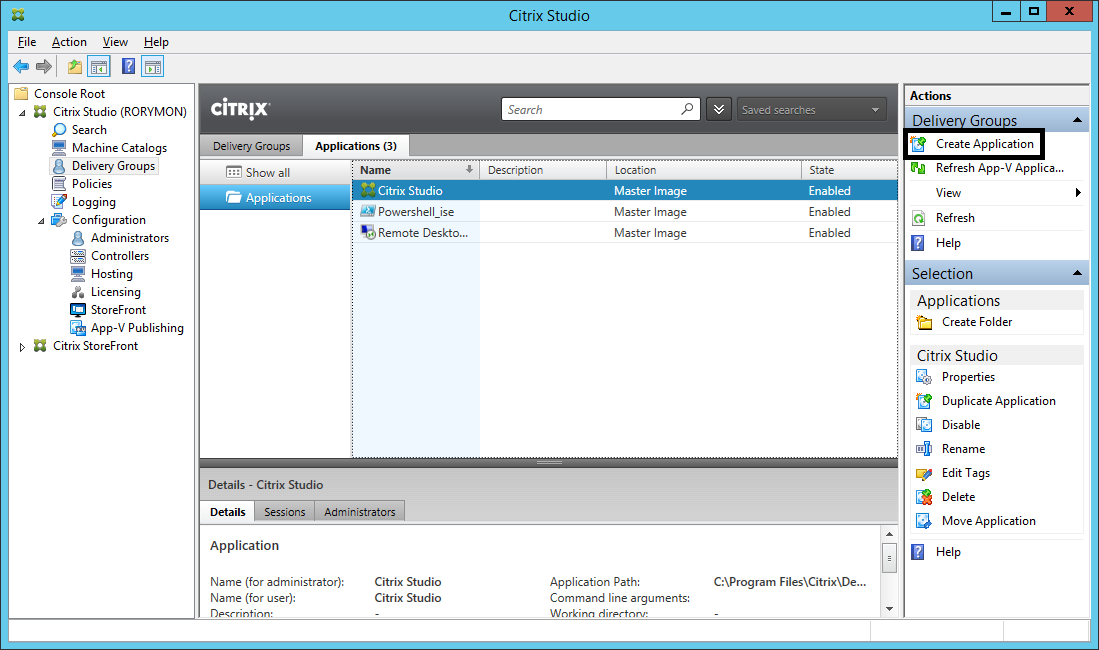 Citrix Studio
File Action View Help
Console Root
Citrix Studio (RORYMON)
Search
Machine Catalogs
Delivery Groups
Policies
Logging
Configuration
Administrators
Controllers
Hosting
Licensing
StoreFront
App-V Publishing
Citrix StoreFront
CİTRIX
Search
Saved searches
Delivery Groups Applications (3)
Show all
Applications
Name Description Location State
Citrix Studio Master Image Enabled
Powershell_ise Master Image Enabled
Remote Deskto... Master Image Enabled
Details - Citrix Studio
Details Sessions Administrators
Application
Name (for administrator): Citrix Studio Application Path: C:\Program Files\Citrix\De...
Name (for user): Citrix Studio Command line arguments:
Description: - Working directory: -
Actions
Delivery Groups
Create Application
Refresh App-V Applica...
View
Refresh
Help
Selection
Applications
Create Folder
Citrix Studio
Properties
Duplicate Application
Disable
Rename
Edit Tags
Delete
Move Application
Help